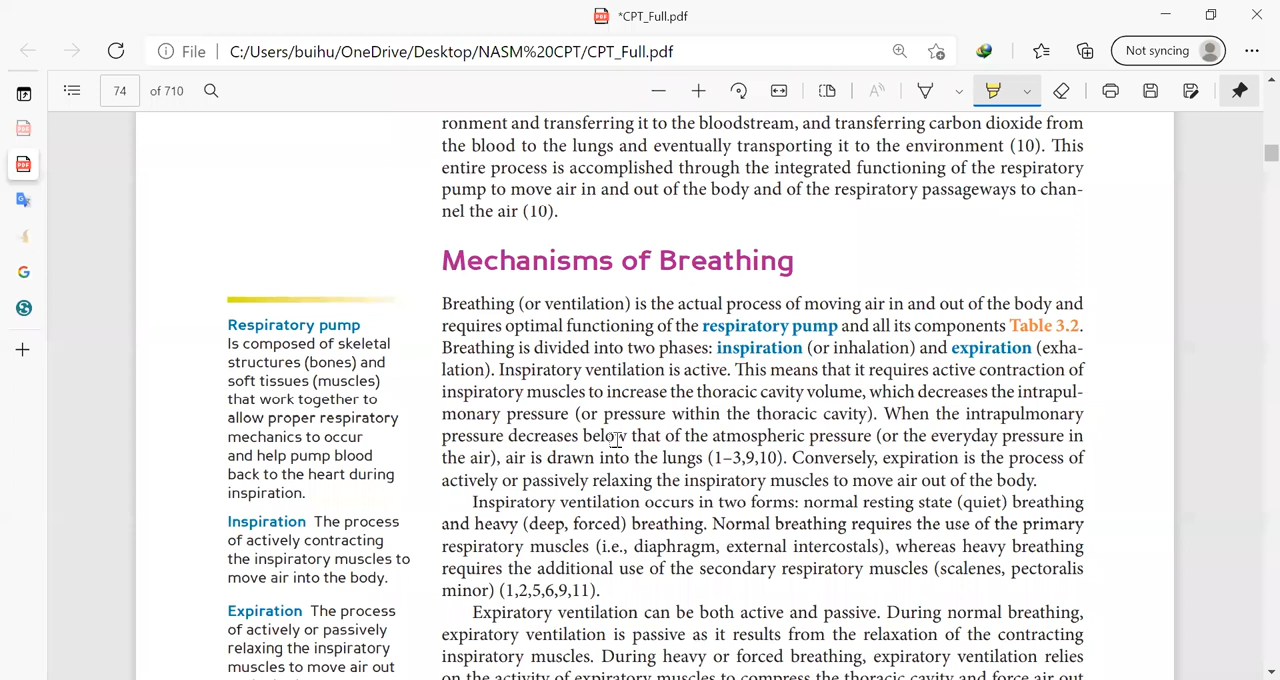 *CPT_Full.pdf
File | C:/Users/buihu/OneDrive/Desktop/NASM%20CPT/CPT_Full.pdf
Not syncing
74 of 710
ronment and transferring it to the bloodstream, and transferring carbon dioxide from
the blood to the lungs and eventually transporting it to the environment (10). This
entire process is accomplished through the integrated functioning of the respiratory
pump to move air in and out of the body and of the respiratory passageways to chan-
nel the air (10).
Mechanisms of Breathing
Breathing (or ventilation) is the actual process of moving air in and out of the body and
requires optimal functioning of the respiratory pump and all its components Table 3.2.
Breathing is divided into two phases: inspiration (or inhalation) and expiration (exha-
lation). Inspiratory ventilation is active. This means that it requires active contraction of
inspiratory muscles to increase the thoracic cavity volume, which decreases the intrapul-
monary pressure (or pressure within the thoracic cavity). When the intrapulmonary
pressure decreases below that of the atmospheric pressure (or the everyday pressure in
the air), air is drawn into the lungs (1–3,9,10). Conversely, expiration is the process of
actively or passively relaxing the inspiratory muscles to move air out of the body.
Inspiratory ventilation occurs in two forms: normal resting state (quiet) breathing
and heavy (deep, forced) breathing. Normal breathing requires the use of the primary
respiratory muscles (i.e., diaphragm, external intercostals), whereas heavy breathing
requires the additional use of the secondary respiratory muscles (scalenes, pectoralis
minor) (1,2,5,6,9,11).
Expiratory ventilation can be both active and passive. During normal breathing,
expiratory ventilation is passive as it results from the relaxation of the contracting
inspiratory muscles. During heavy or forced breathing, expiratory ventilation relies
on the activity of expiratory muscles to compress the thoracic cavity and force air out
Respiratory pump
Is composed of skeletal
structures (bones) and
soft tissues (muscles)
that work together to
allow proper respiratory
mechanics to occur
and help pump blood
back to the heart during
inspiration.
Inspiration The process
of actively contracting
the inspiratory muscles to
move air into the body.
Expiration The process
of actively or passively
relaxing the inspiratory
muscles to move air out